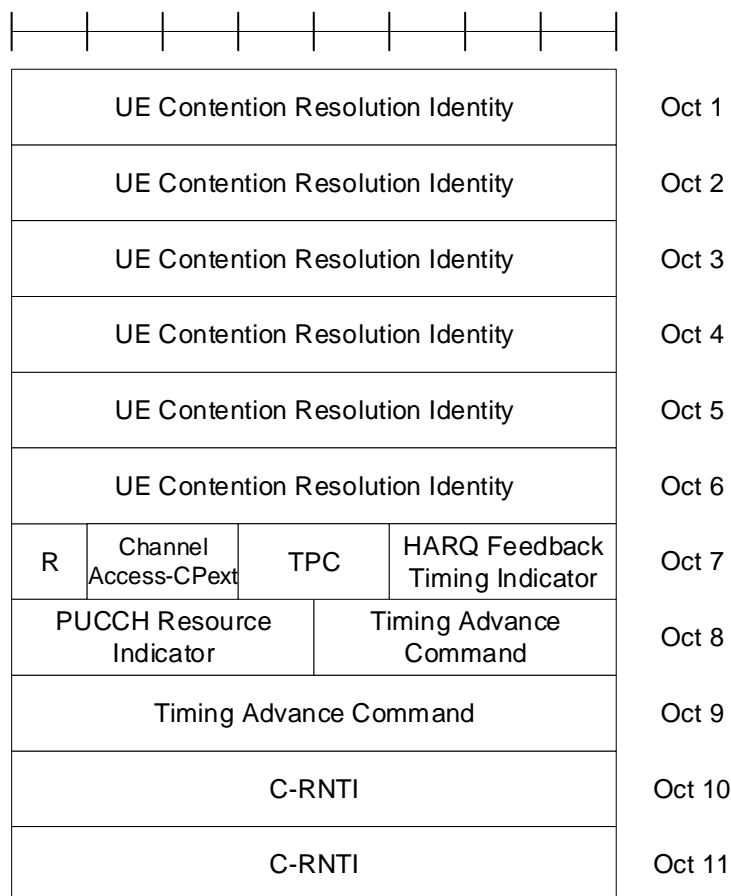 UE Contention Resolution Identity Oct 1
UE Contention Resolution Identity Oct 2
UE Contention Resolution Identity Oct 3
UE Contention Resolution Identity Oct 4
UE Contention Resolution Identity Oct 5
UE Contention Resolution Identity Oct 6
R
Channel
Access-CPext
TPC
HARQ Feedback
Timing Indicator
Oct 7
PUCCH Resource
Indicator
Timing Advance
Command
Oct 8
Timing Advance Command Oct 9
C-RNTI Oct 10
C-RNTI Oct 11